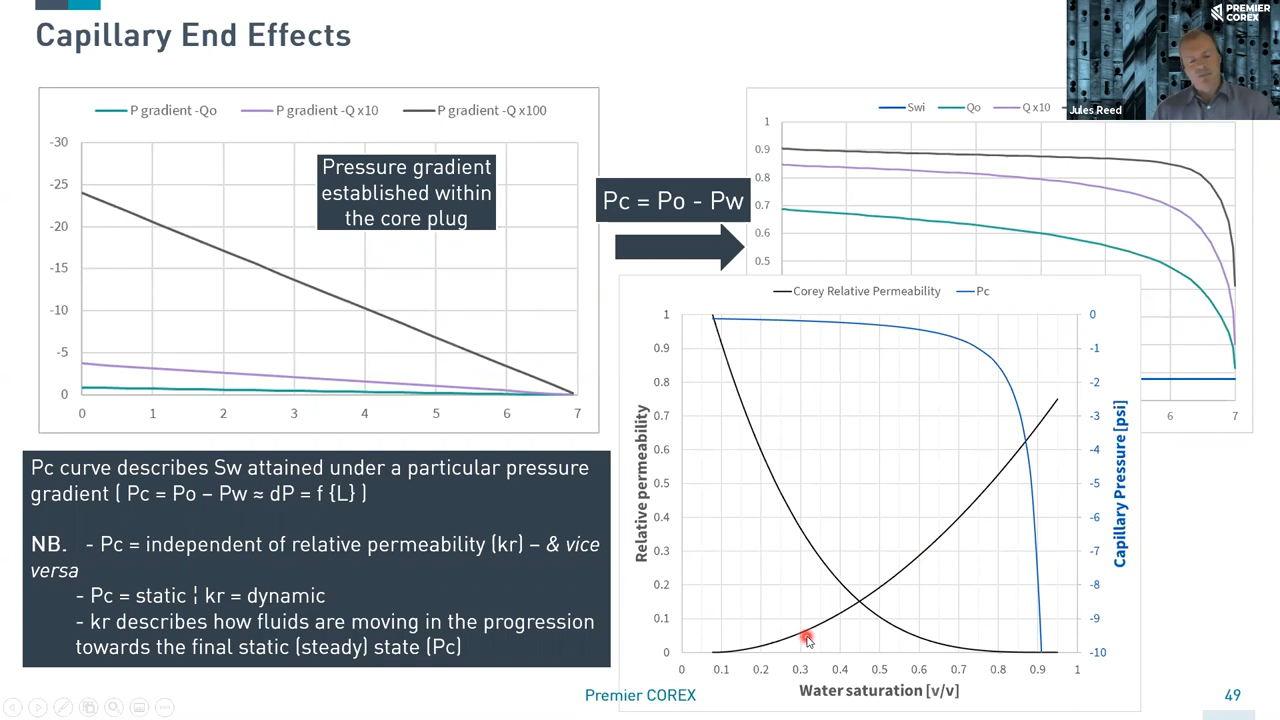 Capillary End Effects
PREMIER
COREX
Jules Reed
P gradient -Qo
P gradient -Q x10
P gradient -Q x100
-30
-25
-20
-15
-10
-5
0
0 1 2 3 4 5 6 7
Pressure gradient
established within
the core plug
Pc = Po - Pw
Swi
Qo
Q x10
1
0.9
0.8
0.7
0.6
0.5
6 7
Corey Relative Permeability
Pc
1
0.9
0.8
0.7
0.6
0.5
0.4
0.3
0.2
0.1
0
Relative permeability
0
-1
-2
-3
-4
-5
-6
-7
-8
-9
-10
Capillary Pressure [psi]
0 0.1 0.2 0.3 0.4 0.5 0.6 0.7 0.8 0.9 1
Water saturation [v/v]
Pc curve describes Sw attained under a particular pressure
gradient ( Pc = Po – Pw ≈ dP = f {L} )
NB. - Pc = independent of relative permeability (kr) – & vice
versa
- Pc = static ¦ kr = dynamic
- kr describes how fluids are moving in the progression
towards the final static (steady) state (Pc)
Premier COREX
49